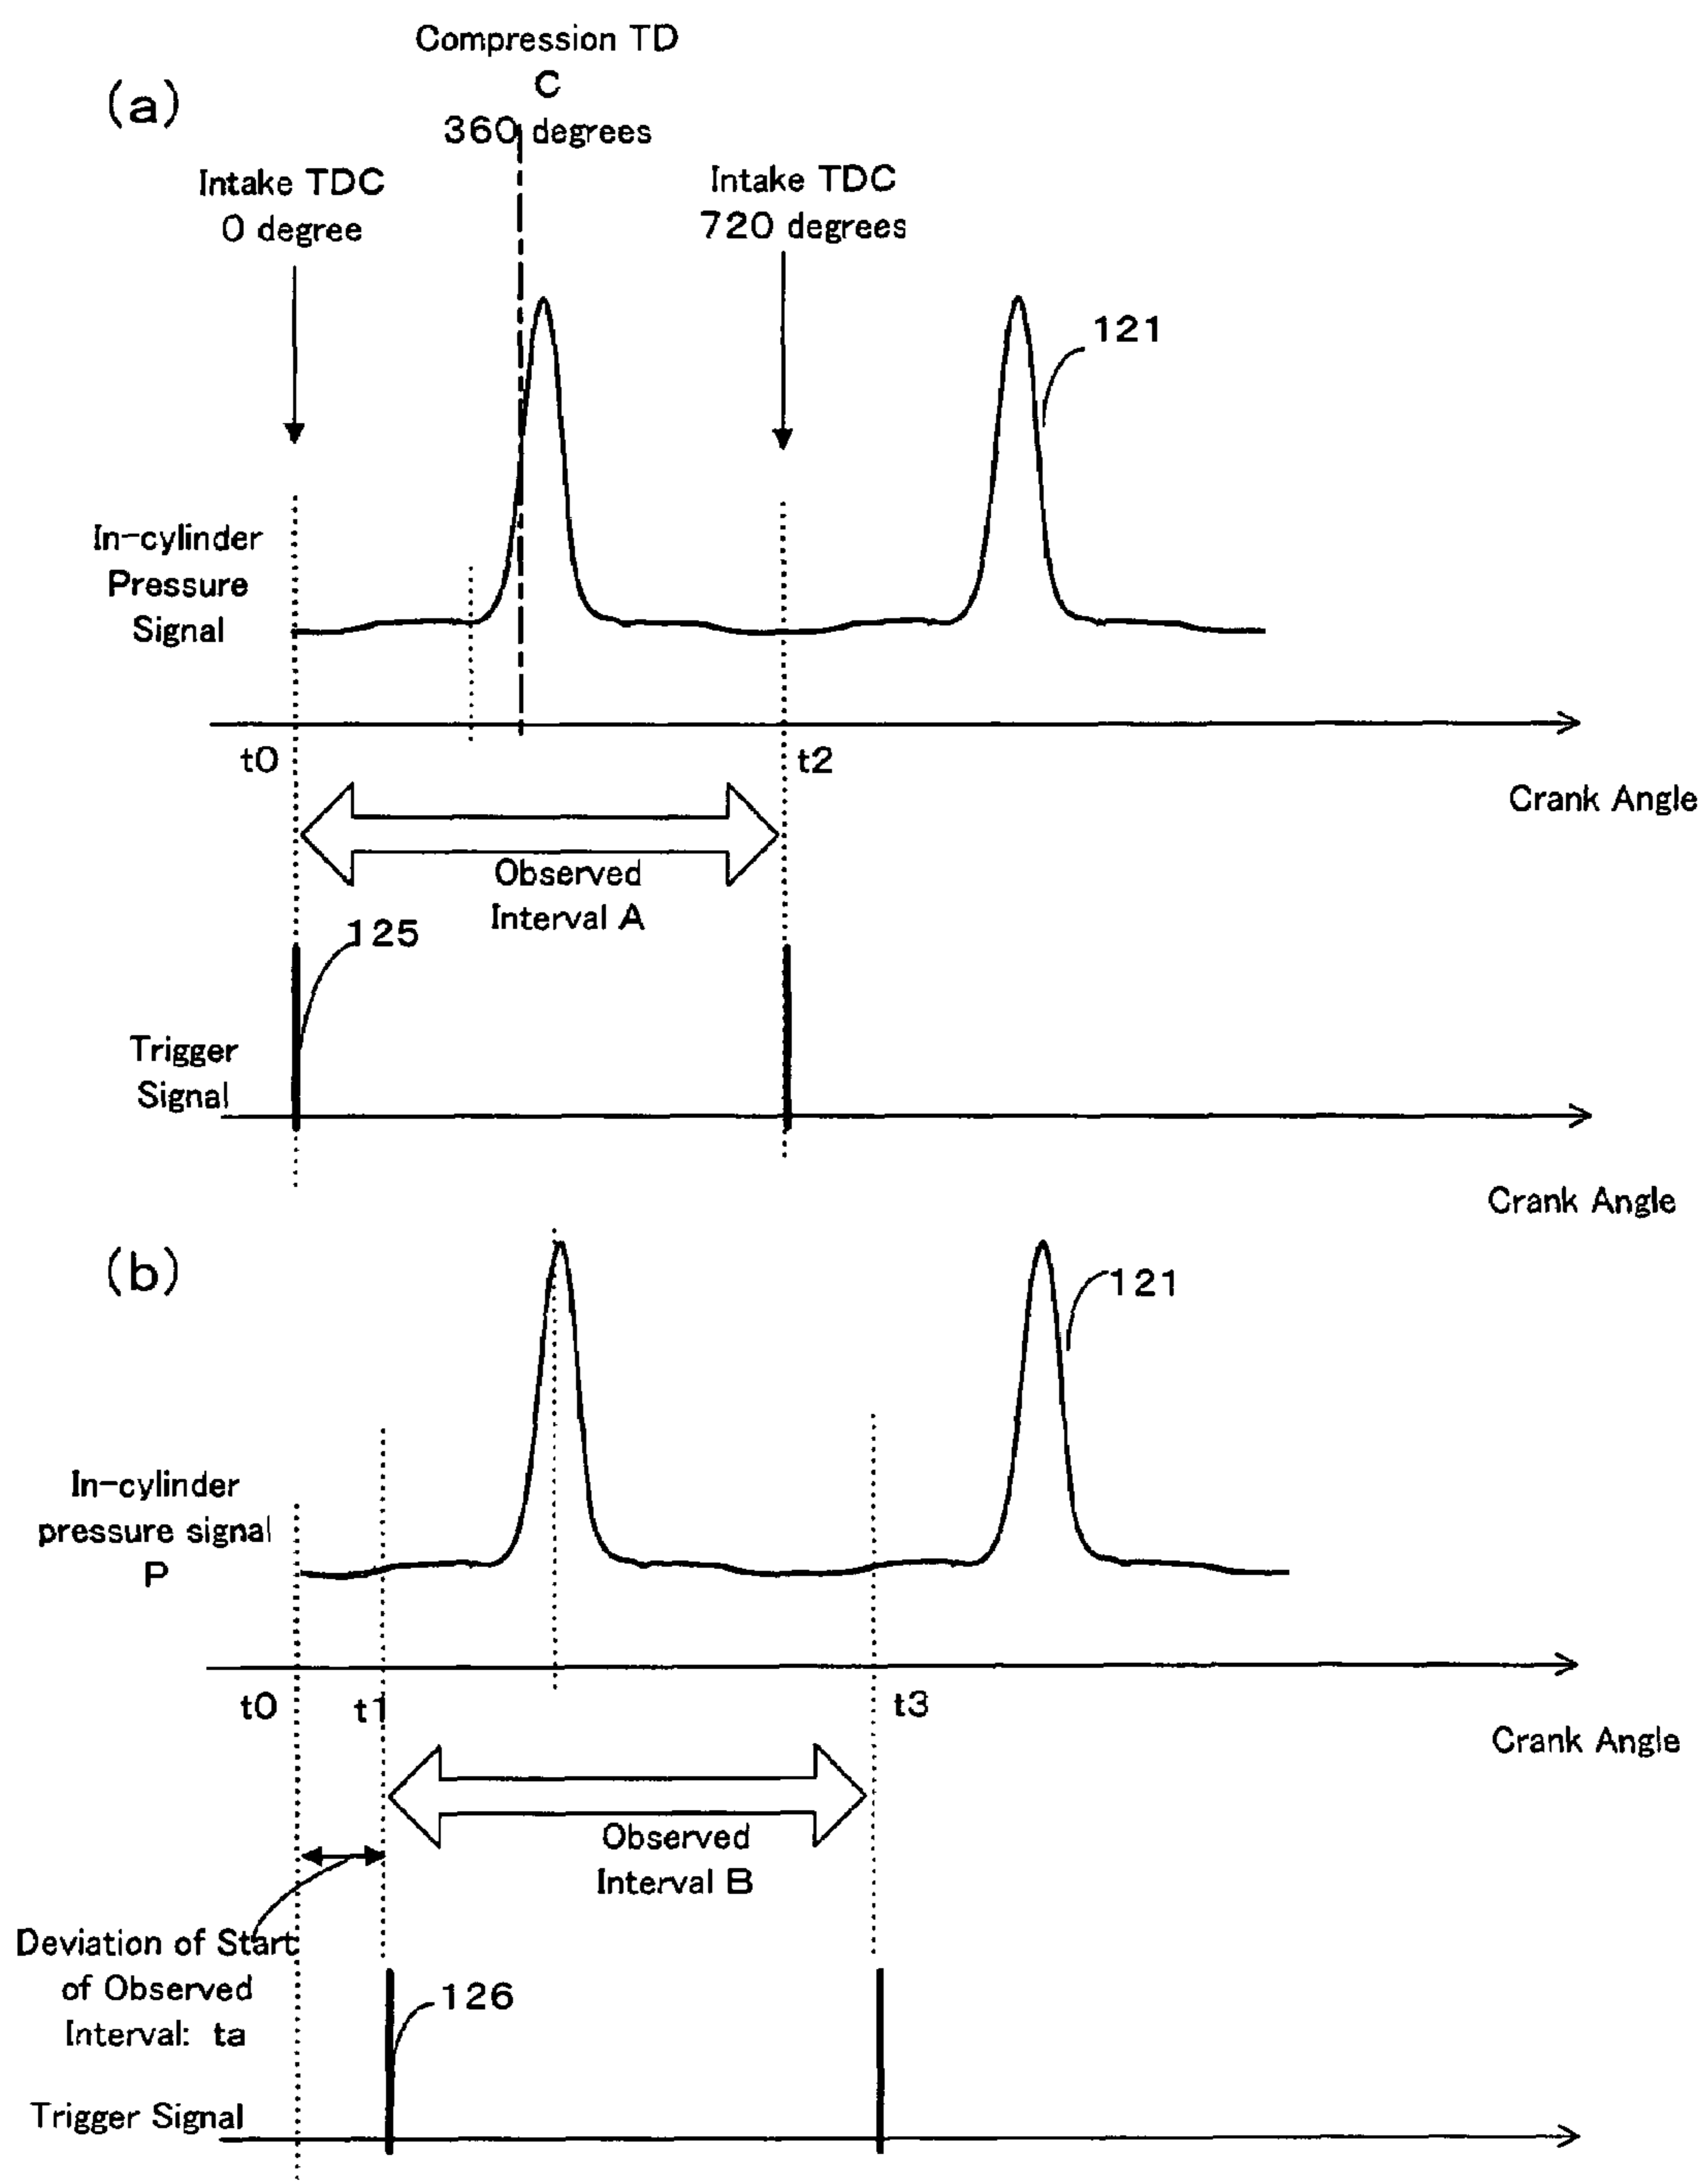 Compression TD
C
(a)
360 degrees
Intake TDC
0 degree
Intake TDC
720 degrees
121
In-cylinder
Pressure
Signal
t0
t2
Crank Angle
Observed
Interval A
125
Trigger
Signal
Crank Angle
(b)
121
In-cylinder
pressure signal
P
t0
t1
t3
Crank Angle
Observed
Interval B
Deviation of Start
of Observed
Interval: ta
126
Trigger Signal